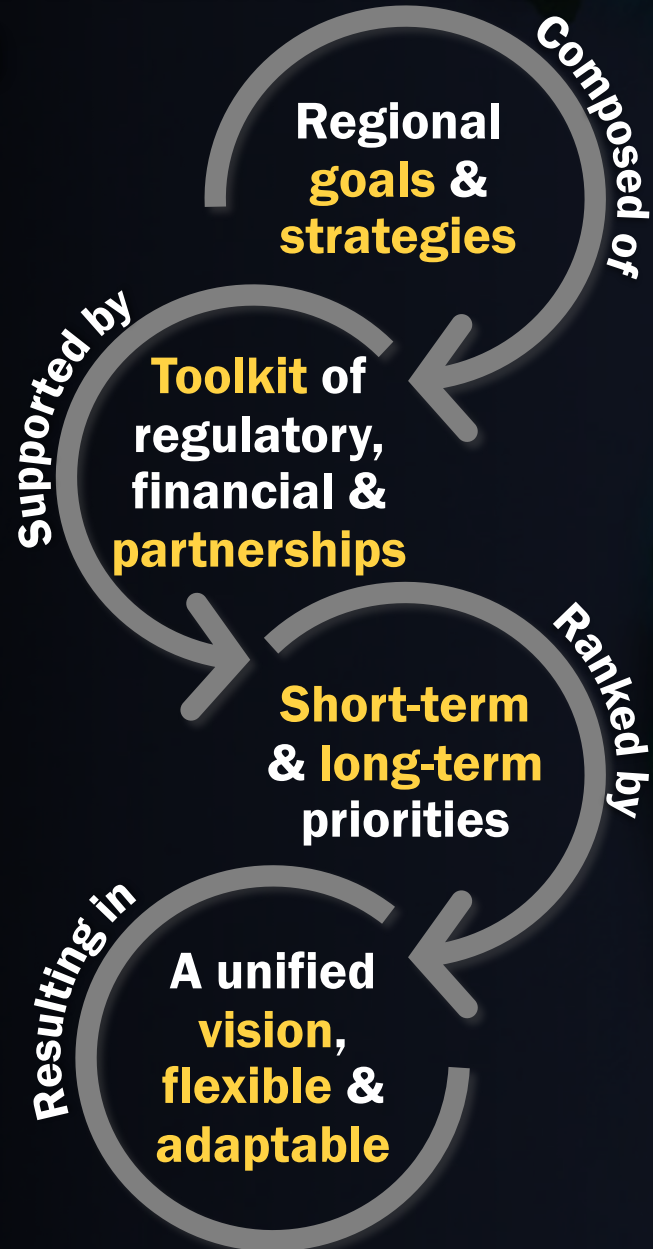 Composed of
Regional
goals &
strategies
Supported by
Toolkit of
regulatory,
financial &
partnerships
Ranked by
Short-term
& long-term
priorities
Resulting in
A unified
vision,
flexible &
adaptable